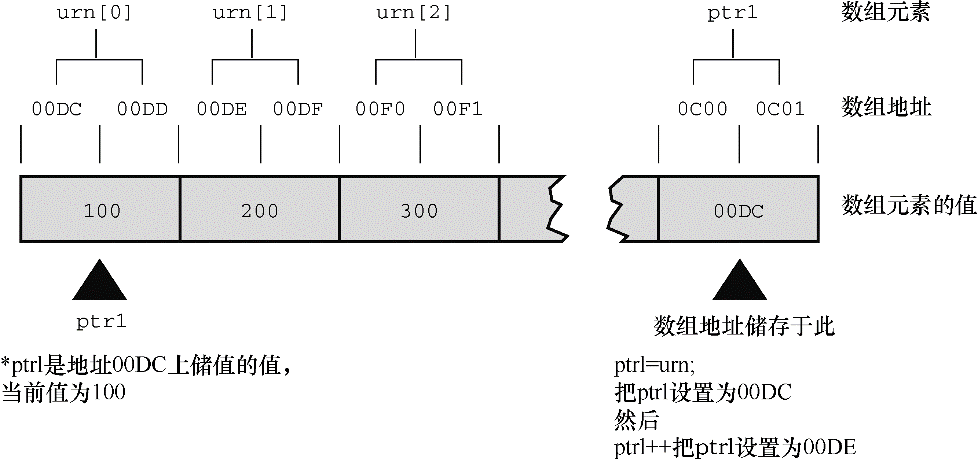 urn[0] urn[1] urn[2] ptr1 数组元素
00DC 00DD 00DE 00DF 00F0 00F1 0C00 0C01 数组地址
100 200 300 00DC 数组元素的值
ptr1 数组地址储存于此
*ptrl是地址00DC上储值的值，
当前值为100
ptrl=urn;
把ptrl设置为00DC
然后
ptrl++把ptrl设置为00DE